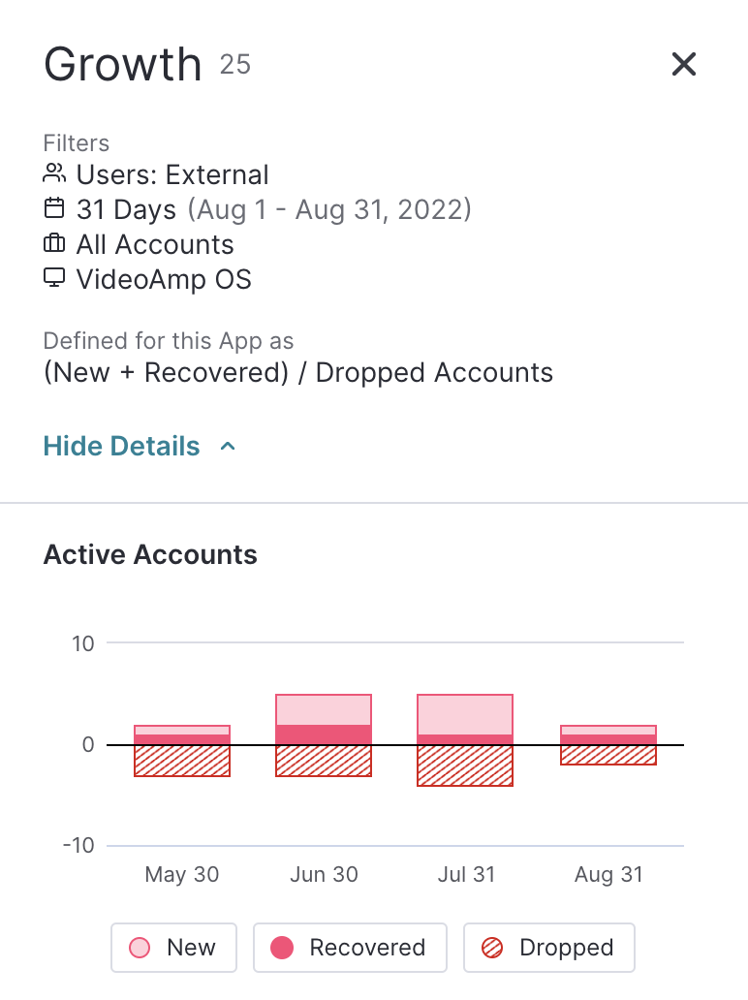 Growth 25
Filters
Users: External
31 Days (Aug 1 - Aug 31, 2022)
All Accounts
VideoAmp OS
Defined for this App as
(New + Recovered) / Dropped Accounts
Hide Details
Active Accounts
10
0
-10
May 30 Jun 30 Jul 31 Aug 31
New Recovered Dropped